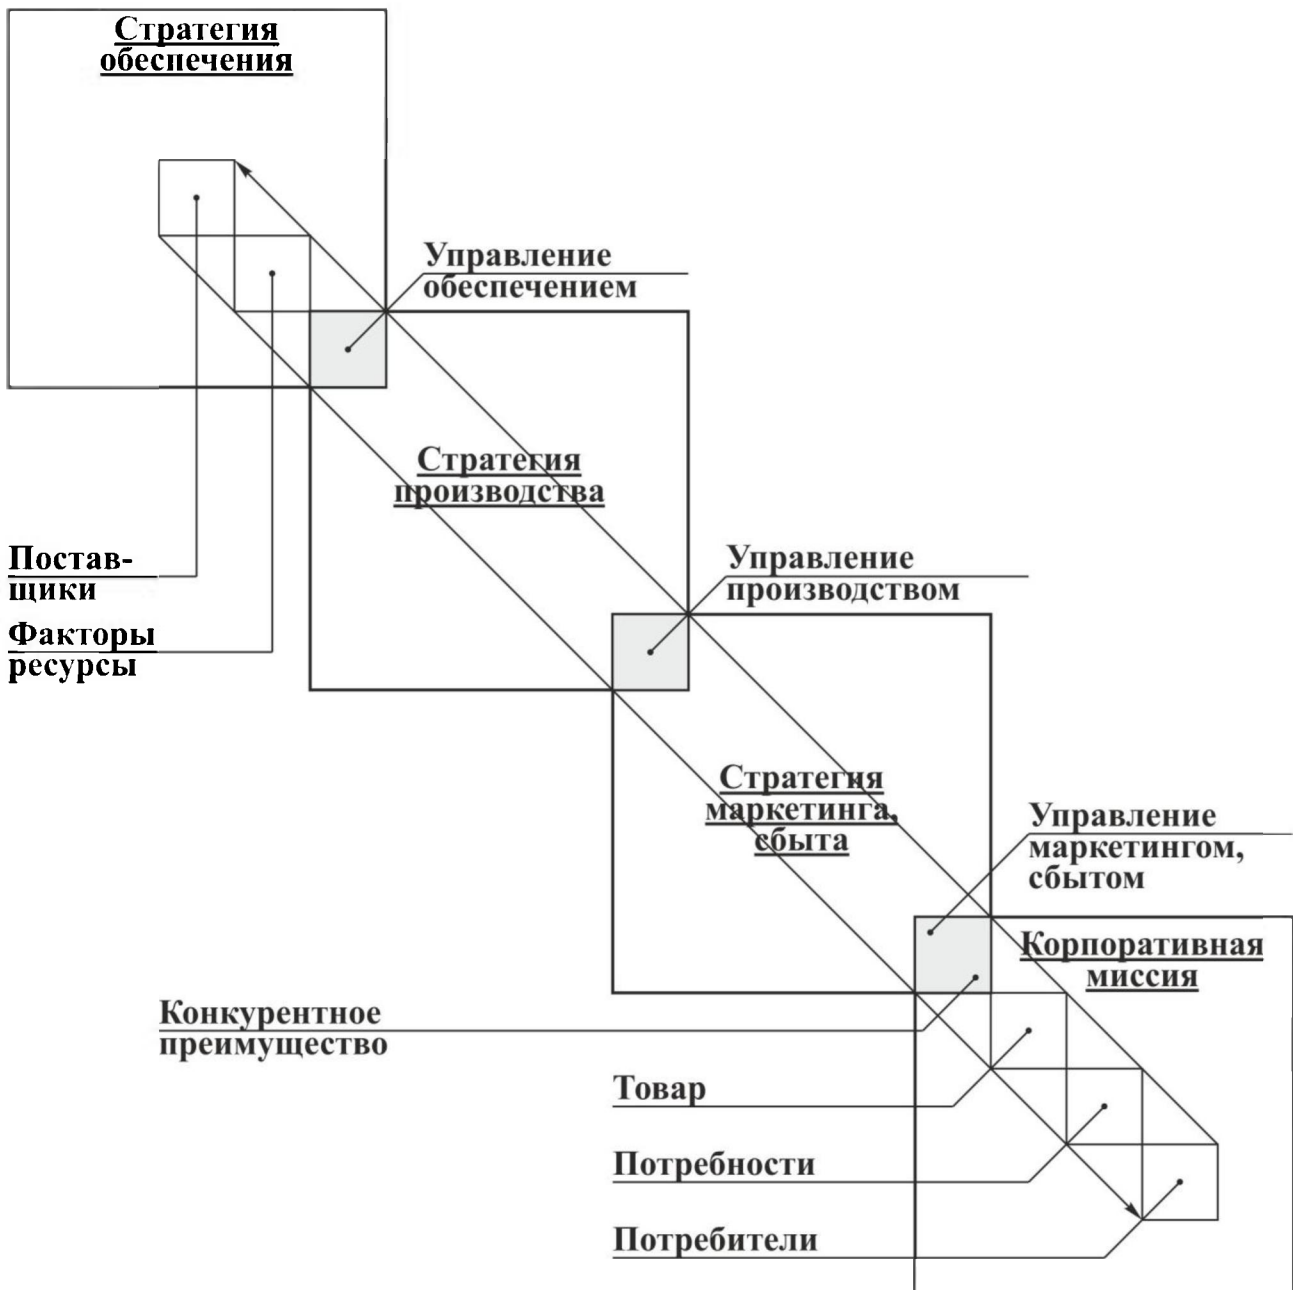 Стратегия
обеспечения
Управление
обеспечением
Стратегия
производства
Постав-
щики
Факторы
ресурсы
Управление
производством
Стратегия
маркетинга,
сбыта
Управление
маркетингом,
сбытом
Корпоративная
миссия
Конкурентное
преимущество
Товар
Потребности
Потребители